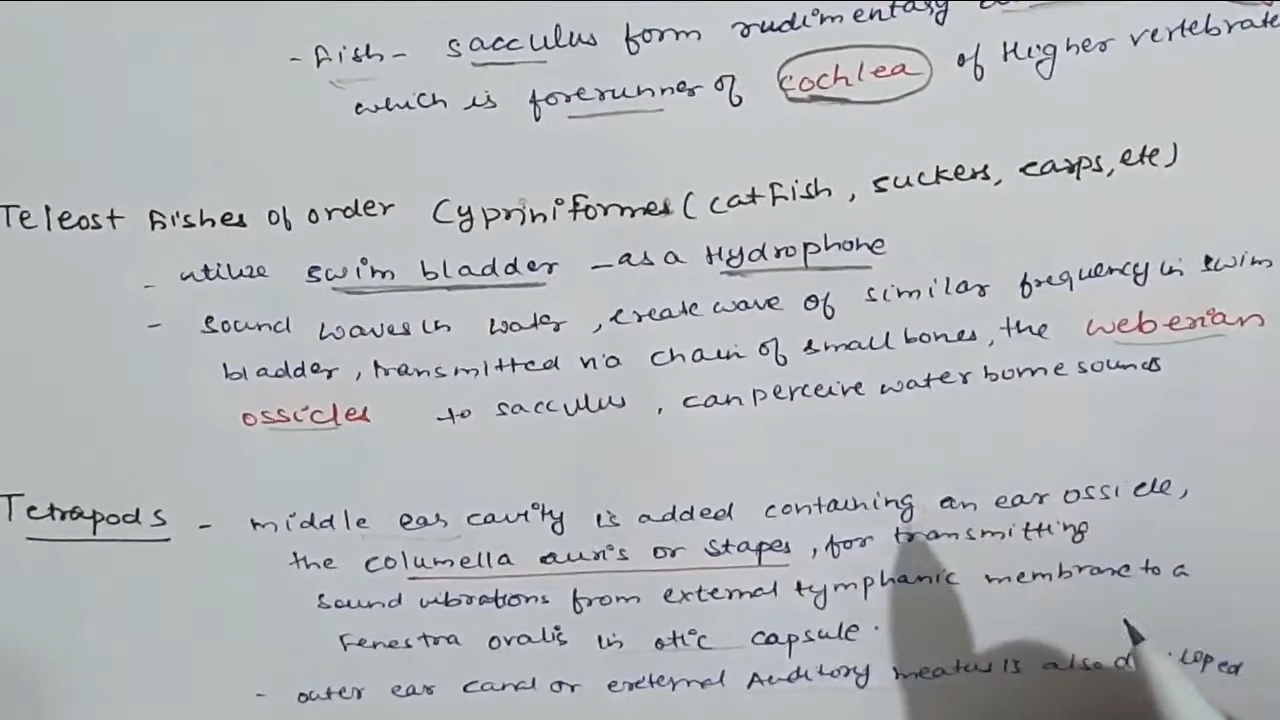 - Fish - sacculus form rudimentary
which is forerunner of cochlea of Higher vertebrate
Teleost fishes of order Cypriniformes (catfish, suckers, carps, etc)
- utilize swim bladder - as a Hydrophone
- sound waves in water, create wave of similar frequency in swim
bladder, transmitted via chain of small bones, the weberian
ossicles to sacculus, can perceive water borne sounds
Tetrapods - middle ear cavity is added containing an ear ossicle,
the columella auris or stapes, for transmitting
sound vibrations from external tymphanic membrane to a
Fenestra ovalis in otic capsule.
- outer ear canal or external Auditory meatus is also